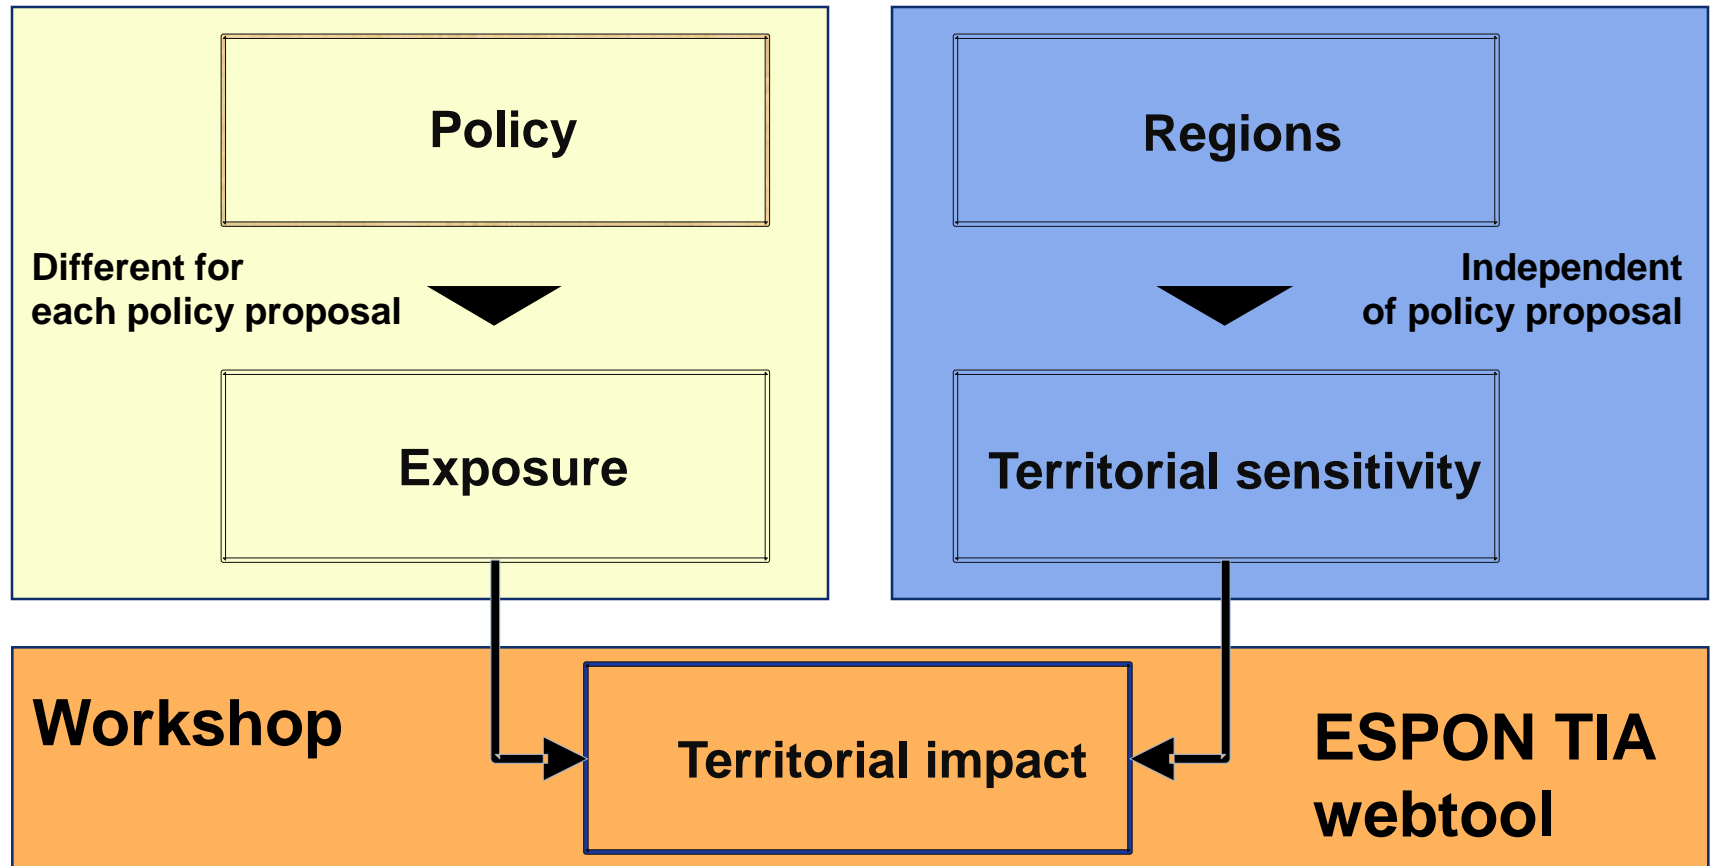 Policy
Different for
each policy proposal
Exposure
Regions
Independent
of policy proposal
Territorial sensitivity
Workshop
Territorial impact
ESPON TIA
webtool